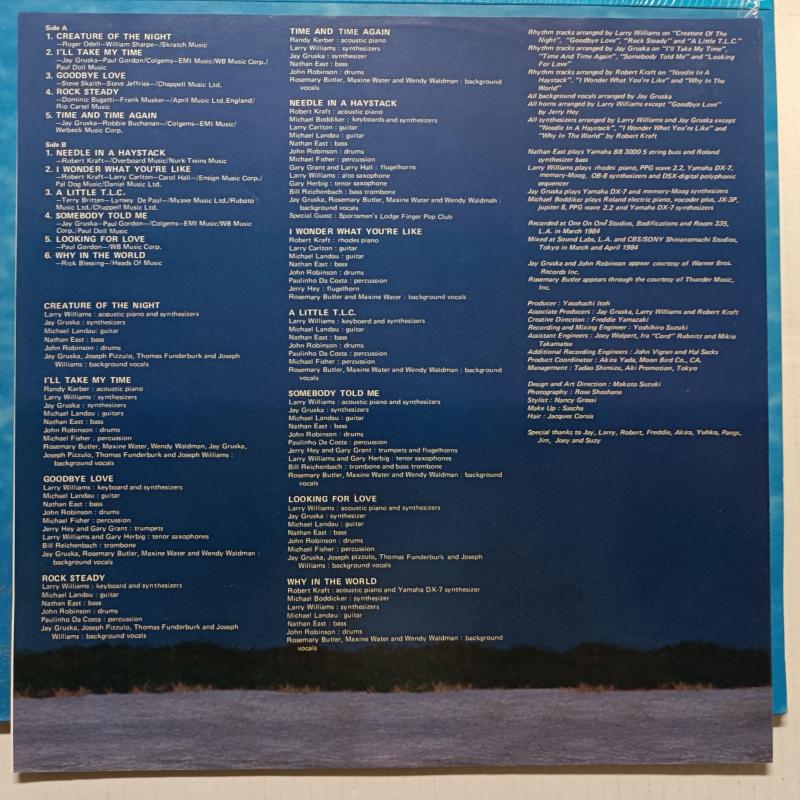 Side A
1. CREATURE OF THE NIGHT
—Roger Odell—William Sharpe—/Skratch Music
2. I'LL TAKE MY TIME
—Jay Gruska—Paul Gordon—/Colgems—EMI Music/WB Music Corp./
Paul Doll Music
3. GOODBYE LOVE
—Steve Skaith—Steve Jeffries—/Chappell Music Ltd.
4. ROCK STEADY
—Dominic Bugatti—Frank Musker—/April Music Ltd,England/
Rio Cartel Music
5. TIME AND TIME AGAIN
—Jay Gruska—Robbie Buchanan—/Colgems—EMI Music/
Welbeck Music Corp.
Side B
1. NEEDLE IN A HAYSTACK
—Robert Kraft—/Overboard Music/Nurk Twins Music
2. I WONDER WHAT YOU'RE LIKE
—Robert Kraft—Larry Carlton—Carol Hall—/Ensign Music Corp./
Pal Dog Music/Daniel Music Ltd.
3. A LITTLE T.L.C.
—Terry Britten—Lynsey De Paul—/Myaxe Music Ltd./Rubato
Music Ltd./Chappell Music Ltd.
4. SOMEBODY TOLD ME
—Jay Gruska—Paul Gordon—/Colgems—EMI Music/WB Music
Corp./Paul Doll Music
5. LOOKING FOR LOVE
—Paul Gordon—/WB Music Corp.
6. WHY IN THE WORLD
—Rick Blessing—/Heads Of Music
CREATURE OF THE NIGHT
Larry Williams : acoustic piano and synthesizers
Jay Gruska : synthesizers
Michael Landau : guitar
Nathan East : bass
John Robinson : drums
Jay Gruska, Joseph Pizzulo, Thomas Funderburk and Joseph
Williams : background vocals
I'LL TAKE MY TIME
Randy Kerber : acoustic piano
Larry Williams : synthesizers
Jay Gruska : synthesizers
Michael Landau : guitars
Nathan East : bass
John Robinson : drums
Michael Fisher : percussion
Rosemary Butler, Maxine Water, Wendy Waldman, Jay Gruska,
Joseph Pizzulo, Thomas Funderburk and Joseph Williams :
background vocals
GOODBYE LOVE
Larry Williams : keyboard and synthesizers
Michael Landau : guitar
Nathan East : bass
John Robinson : drums
Michael Fisher : percussion
Jerry Hey and Gary Grant : trumpets
Larry Williams and Gary Herbig : tenor saxophones
Bill Reichenbach : trombone
Jay Gruska, Rosemary Butler, Maxine Water and Wendy Waldman :
background vocals
ROCK STEADY
Larry Williams : keyboard and synthesizers
Michael Landau : guitar
Nathan East : bass
John Robinson : drums
Paulinho Da Costa : percussion
Jay Gruska, Joseph Pizzulo, Thomas Funderburk and Joseph
Williams : background vocals
TIME AND TIME AGAIN
Randy Kerber : acoustic piano
Larry Williams : synthesizers
Jay Gruska : synthesizer
Nathan East : bass
John Robinson : drums
Rosemary Butler, Maxine Water and Wendy Waldman : background
vocals
NEEDLE IN A HAYSTACK
Robert Kraft : acoustic piano
Michael Boddiker : keyboards and synthesizers
Larry Carlton : guitar
Michael Landau : guitar
Nathan East : bass
John Robinson : drums
Michael Fisher : percussion
Gary Grant and Larry Hall : flugelhorns
Larry Williams : alto saxophone
Gary Herbig : tenor saxophone
Bill Reichenbach : bass trombone
Jay Gruska, Rosemary Butler, Maxine Water and Wendy Waldman :
background vocals
Special Guest : Sportsmen's Lodge Finger Pop Club
I WONDER WHAT YOU'RE LIKE
Robert Kraft : rhodes piano
Larry Carlton : guitar
Michael Landau : guitar
Nathan East : bass
John Robinson : drums
Paulinho Da Costa : percussion
Jerry Hey : flugelhorn
Rosemary Butler and Maxine Water : background vocals
A LITTLE T.L.C.
Larry Williams : keyboard and synthesizers
Michael Landau : guitar
Nathan East : bass
John Robinson : drums
Paulinho Da Costa : percussion
Michael Fisher : percussion
Rosemary Butler, Maxine Water and Wendy Waldman : background
vocals
SOMEBODY TOLD ME
Larry Williams : acoustic piano and synthesizers
Jay Gruska : synthesizers
Michael Landau : guitar
Nathan East : bass
John Robinson : drums
Paulinho Da Costa : percussion
Jerry Hey and Gary Grant : trumpets and flugelhorns
Larry Williams and Gary Herbig : tenor saxophones
Bill Reichenbach : trombone and bass trombone
Rosemary Butler, Maxine Water and Wendy Waldman : background
vocals
LOOKING FOR LOVE
Larry Williams : acoustic piano and synthesizers
Jay Gruska : synthesizer
Michael Landau : guitar
Nathan East : bass
John Robinson : drums
Michael Fisher : percussion
Jay Gruska, Joseph pizzulo, Thomas Funderburk and Joseph
Williams : background vocals
WHY IN THE WORLD
Robert Kraft : acoustic piano and Yamaha DX-7 synthesizer
Michael Boddicker : synthesizers
Larry Williams : synthesizers
Michael Landau : guitar
Nathan East : bass
John Robinson : drums
Rosemary Butler, Maxine Water and Wendy Waldman : background
vocals
Rhythm tracks arranged by Larry Williams on "Creature Of The
Night", "Goodbye Love", "Rock Steady" and "A Little T.L.C."
Rhythm tracks arranged by Jay Gruska on "I'll Take My Time",
"Time And Time Again", "Somebody Told Me" and "Looking
For Love"
Rhythm tracks arranged by Robert Kraft on "Needle In A
Haystack", "I Wonder What You're Like" and "Why In The
World"
All background vocals arranged by Jay Gruska
All horns arranged by Larry Williams except "Goodbye Love"
by Jerry Hey
All synthesizers arranged by Larry Williams and Jay Gruska except
"Needle In A Haystack", "I Wonder What You're Like" and
"Why In The World" by Robert Kraft
Nathan East plays Yamaha BB 3000 5 string buss and Roland
synthesizer bass
Larry Williams plays rhodes piano, PPG wave 2.2, Yamaha DX-7,
memory-Moog, OB-8 synthesizers and DSX-digital polyphonic
sequencer
Jay Gruska plays Yamaha DX-7 and memory-Moog synthesizers
Michael Boddiker plays Roland electric piano, vocoder plus, JX-3P,
jupiter 8, PPG wave 2.2 and Yamaha DX-7 synthesizers
Recorded at One On One Studios, Bodifications and Room 335,
L.A. in March 1984
Mixed at Sound Labs, L.A. and CBS/SONY Shinanomachi Studios,
Tokyo in March and April 1984
Jay Gruska and John Robinson appear courtesy of Warner Bros.
Records Inc.
Rosemary Butler appears through the courtesy of Thunder Music,
Inc.
Producer : Yasohachi Itoh
Associate Producers : Jay Gruska, Larry Williams and Robert Kraft
Creative Direction : Freddie Yamazaki
Recording and Mixing Engineer : Yoshihiro Suzuki
Assistant Engineers : Joey Wolpert, Ira "Cord" Rubnitz and Mikio
Takamatsu
Additional Recording Engineers : John Vigran and Hal Sacks
Product Coordinator : Akira Yada, Moon Bird Co., CA.
Management : Tadao Shimizu, Aki Promotion, Tokyo
Design and Art Direction : Makoto Suzuki
Photography : Rose Shoshana
Stylist : Nancy Grossi
Make Up : Sascha
Hair : Jacques Corsia
Special thanks to Jay, Larry, Robert, Freddie, Akira, Yuhiko, Pangs,
Jim, Joey and Suzy